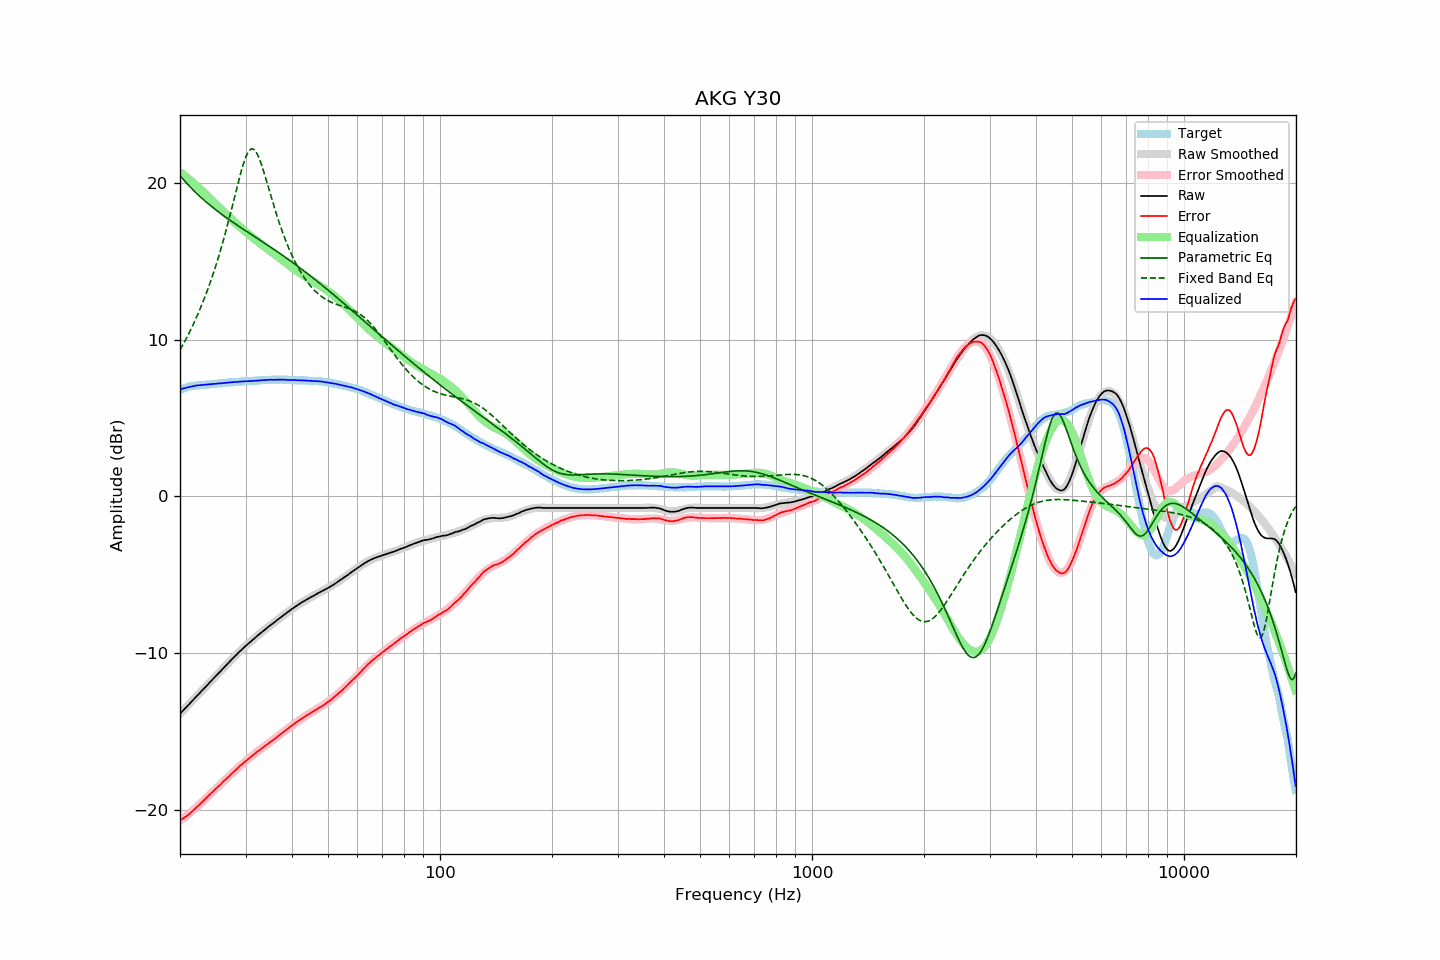 AKG Y30
Target
Raw Smoothed
Error Smoothed
Raw
Error
Equalization
Parametric Eq
Fixed Band Eq
Equalized
20
10
0
−10
−20
Amplitude (dBr)
100
1000
10000
Frequency (Hz)